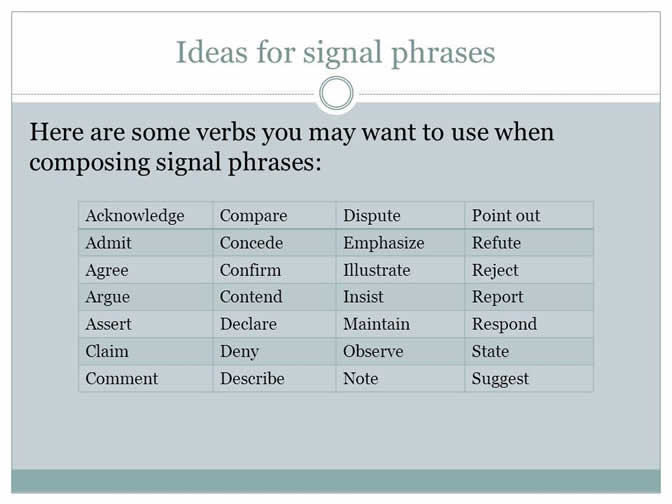 Ideas for signal phrases
Here are some verbs you may want to use when
composing signal phrases:
Acknowledge Compare Dispute Point out
Admit Concede Emphasize Refute
Agree Confirm Illustrate Reject
Argue Contend Insist Report
Assert Declare Maintain Respond
Claim Deny Observe State
Comment Describe Note Suggest